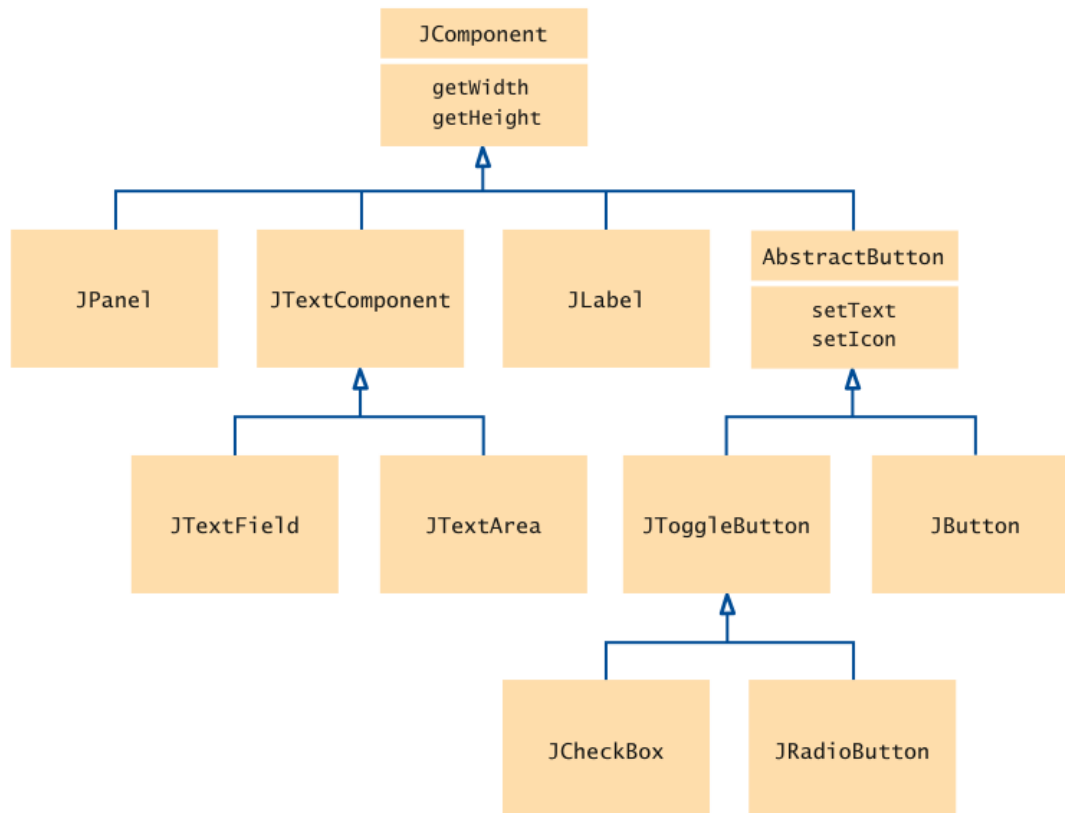 JComponent
getWidth
getHeight
JPanel
JTextComponent
JLabel
AbstractButton
setText
setIcon
JTextField
JTextArea
JToggleButton
JButton
JCheckBox
JRadioButton